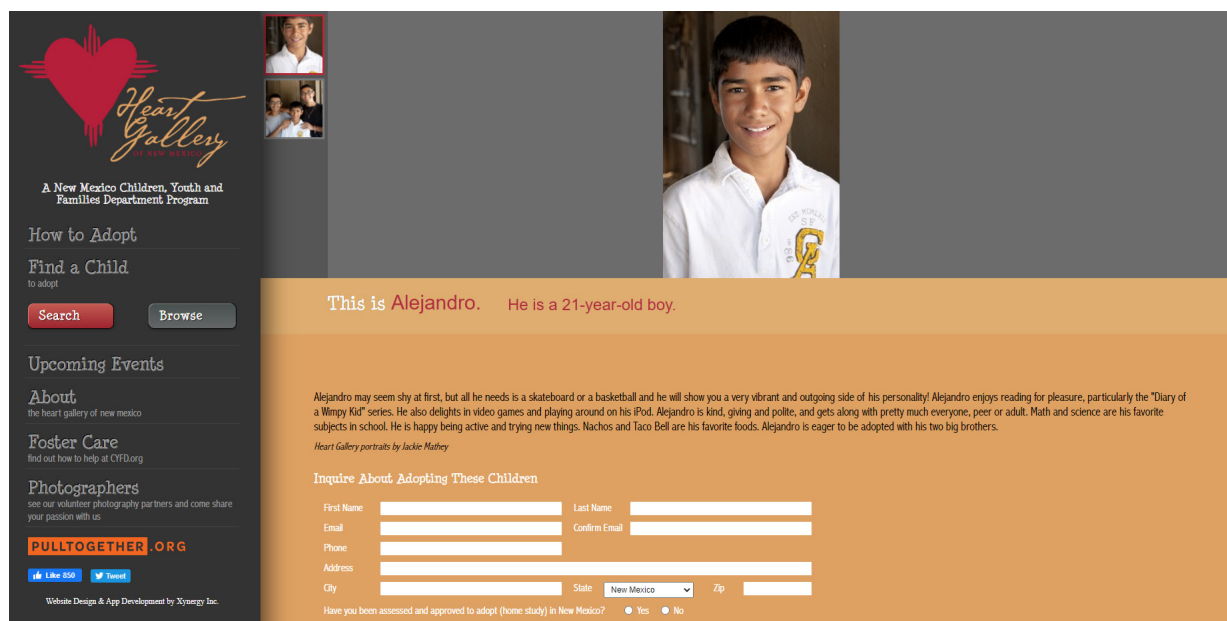 Heart
Gallery
OF NEW MEXICO
A New Mexico Children, Youth and
Families Department Program
How to Adopt
Find a Child
to adopt
Search
Browse
Upcoming Events
About
the heart gallery of new mexico
Foster Care
find out how to help at CYFD.org
Photographers
see our volunteer photography partners and come share
your passion with us
PULLTOGETHER.ORG
Like 850
Tweet
Website Design & App Development by Xynergy Inc.
SF
86
This is Alejandro. He is a 21-year-old boy.
Alejandro may seem shy at first, but all he needs is a skateboard or a basketball and he will show you a very vibrant and outgoing side of his personality! Alejandro enjoys reading for pleasure, particularly the "Diary of
a Wimpy Kid" series. He also delights in video games and playing around on his iPod. Alejandro is kind, giving and polite, and gets along with pretty much everyone, peer or adult. Math and science are his favorite
subjects in school. He is happy being active and trying new things. Nachos and Taco Bell are his favorite foods. Alejandro is eager to be adopted with his two big brothers.
Heart Gallery portraits by Jackie Mathey
Inquire About Adopting These Children
First Name Last Name
Email Confirm Email
Phone
Address
City State New Mexico Zip
Have you been assessed and approved to adopt (home study) in New Mexico? Yes No